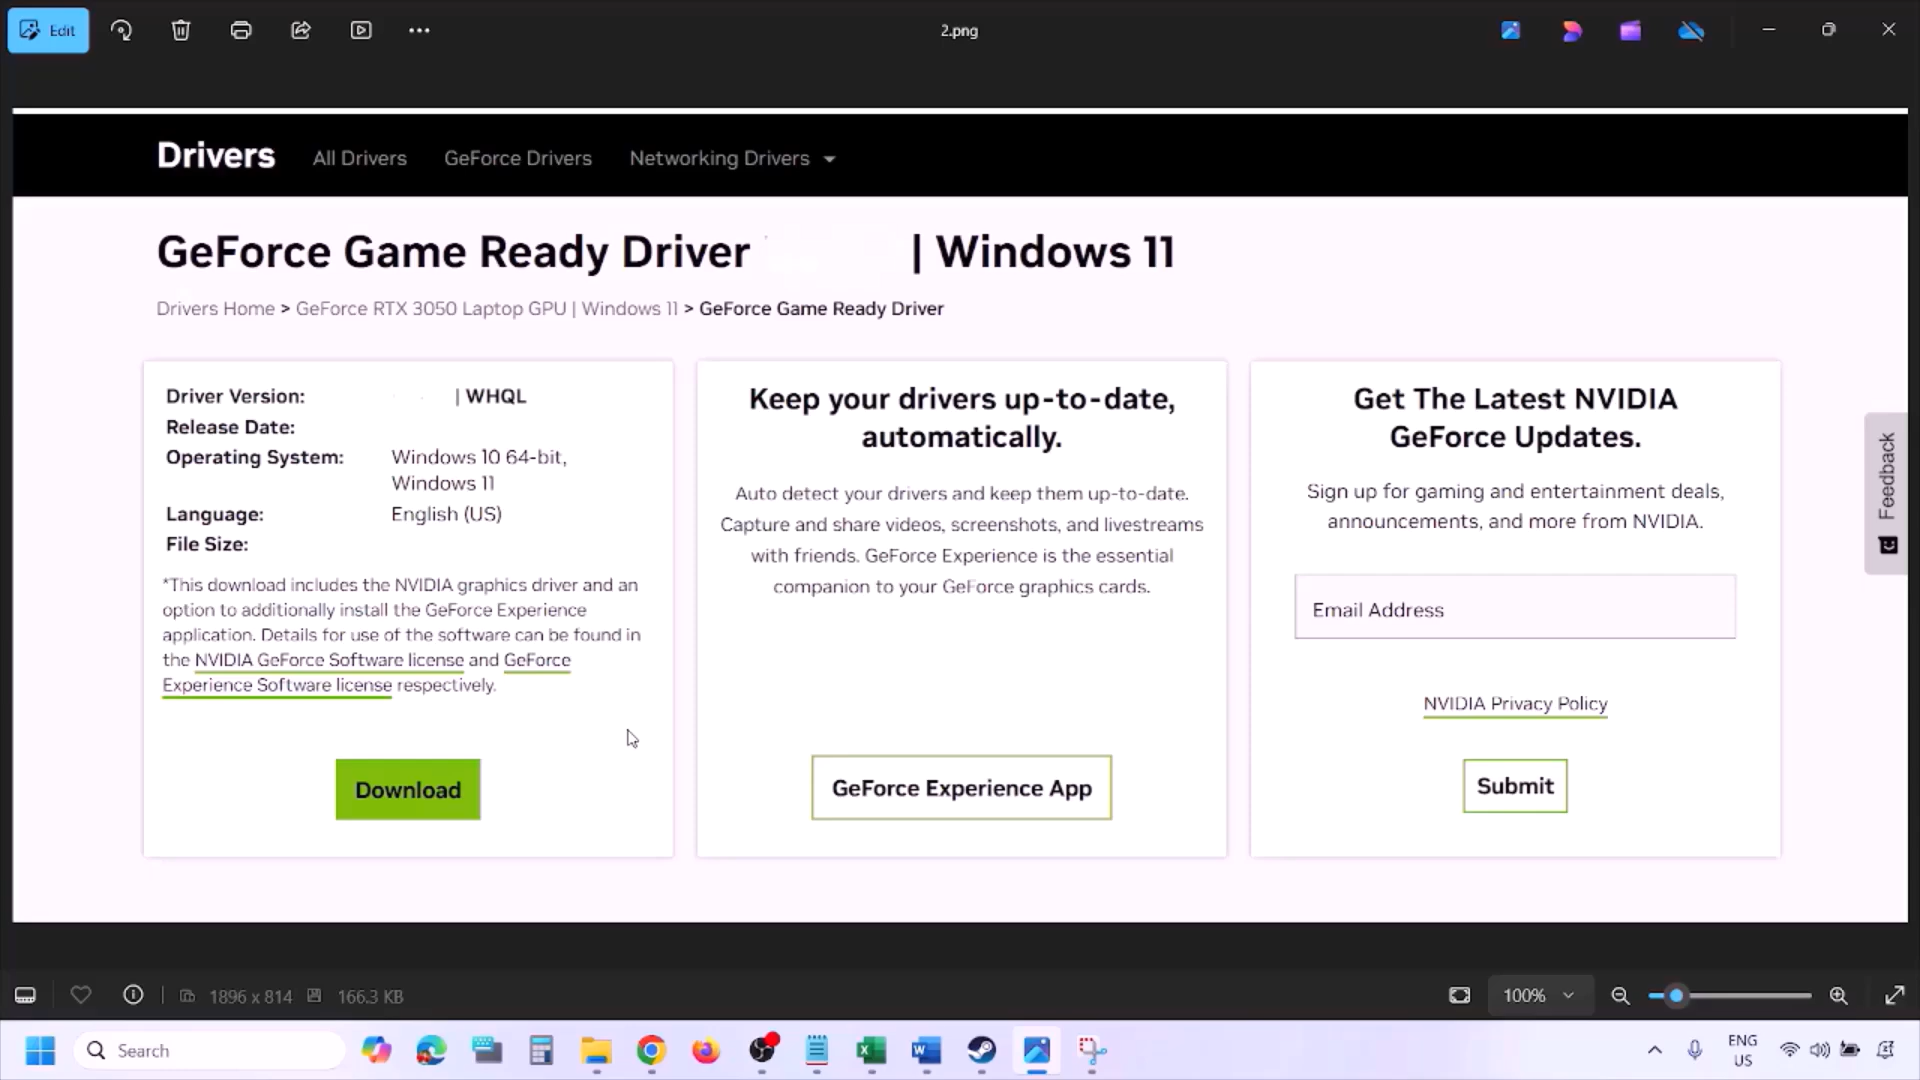 Edit
2.png
Drivers
All Drivers
GeForce Drivers
Networking Drivers
GeForce Game Ready Driver | Windows 11
Drivers Home > GeForce RTX 3050 Laptop GPU | Windows 11 > GeForce Game Ready Driver
Driver Version: | WHQL
Release Date:
Operating System: Windows 10 64-bit,
Windows 11
Language: English (US)
File Size:
*This download includes the NVIDIA graphics driver and an
option to additionally install the GeForce Experience
application. Details for use of the software can be found in
the NVIDIA GeForce Software license and GeForce
Experience Software license respectively.
Download
Keep your drivers up-to-date,
automatically.
Auto detect your drivers and keep them up-to-date.
Capture and share videos, screenshots, and livestreams
with friends. GeForce Experience is the essential
companion to your GeForce graphics cards.
GeForce Experience App
Get The Latest NVIDIA
GeForce Updates.
Sign up for gaming and entertainment deals,
announcements, and more from NVIDIA.
Email Address
NVIDIA Privacy Policy
Submit
Feedback
1896 x 814
166.3 KB
100%
Search
ENG
US